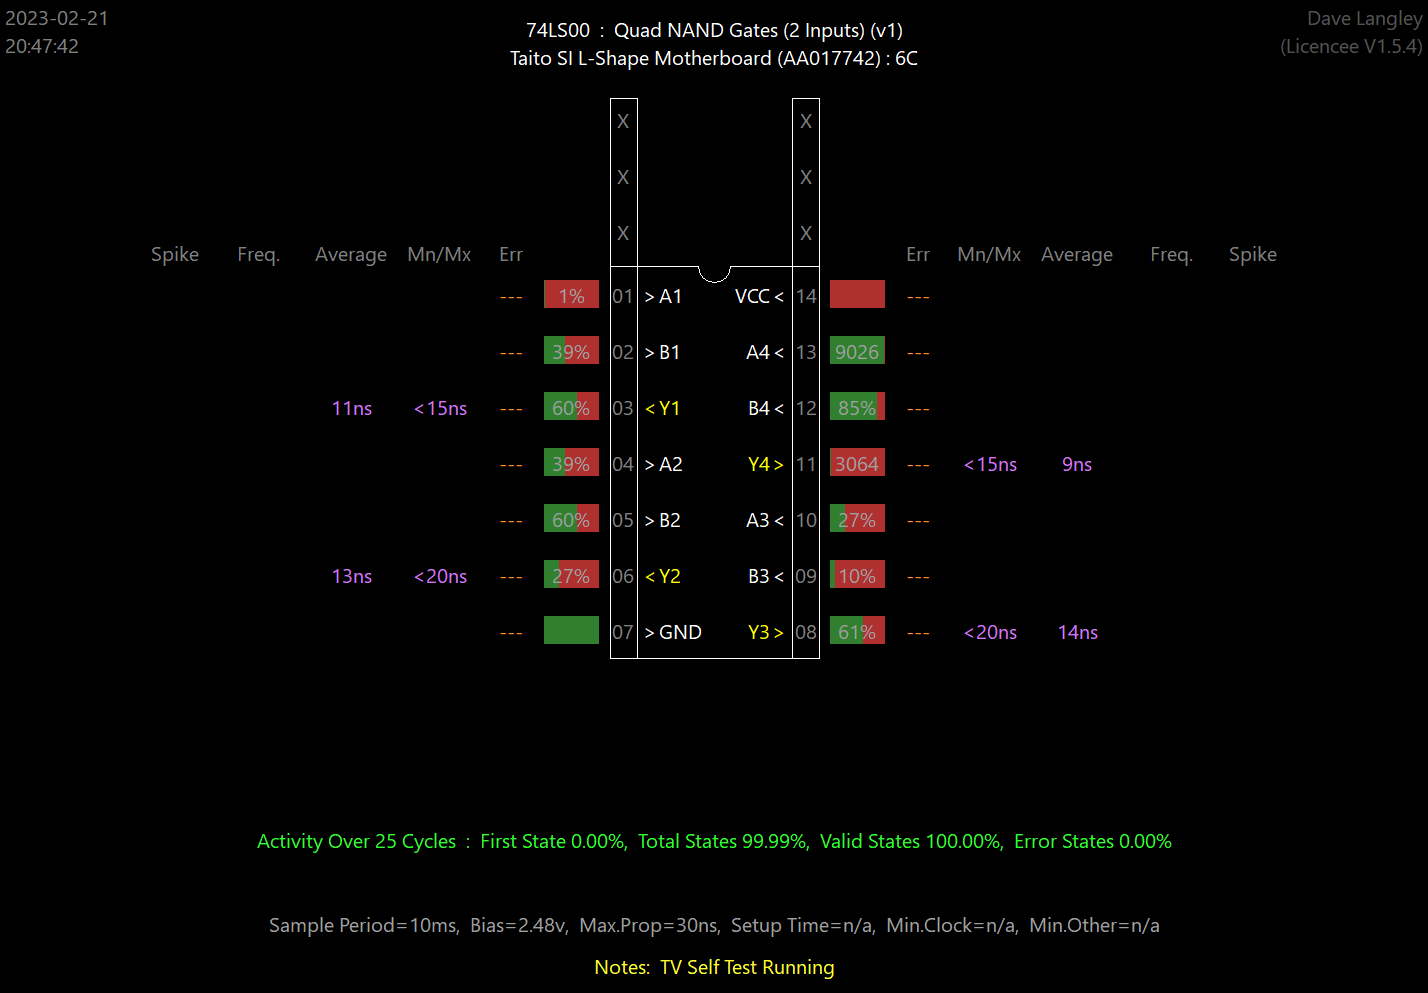 2023-02-21
20:47:42
74LS00 : Quad NAND Gates (2 Inputs) (v1)
Taito SI L-Shape Motherboard (AA017742) : 6C
Dave Langley
(Licencee V1.5.4)
X X
X X
X X
Spike Freq. Average Mn/Mx Err Err Mn/Mx Average Freq. Spike
--- 1% 01 >A1 VCC< 14 ---
--- 39% 02 >B1 A4< 13 9026 ---
11ns <15ns --- 60% 03 <Y1 B4< 12 85% ---
--- 39% 04 >A2 Y4> 11 3064 --- <15ns 9ns
--- 60% 05 >B2 A3< 10 27% ---
13ns <20ns --- 27% 06 <Y2 B3< 09 10% ---
--- 07 >GND Y3> 08 61% --- <20ns 14ns
Activity Over 25 Cycles : First State 0.00%, Total States 99.99%, Valid States 100.00%, Error States 0.00%
Sample Period=10ms, Bias=2.48v, Max.Prop=30ns, Setup Time=n/a, Min.Clock=n/a, Min.Other=n/a
Notes: TV Self Test Running